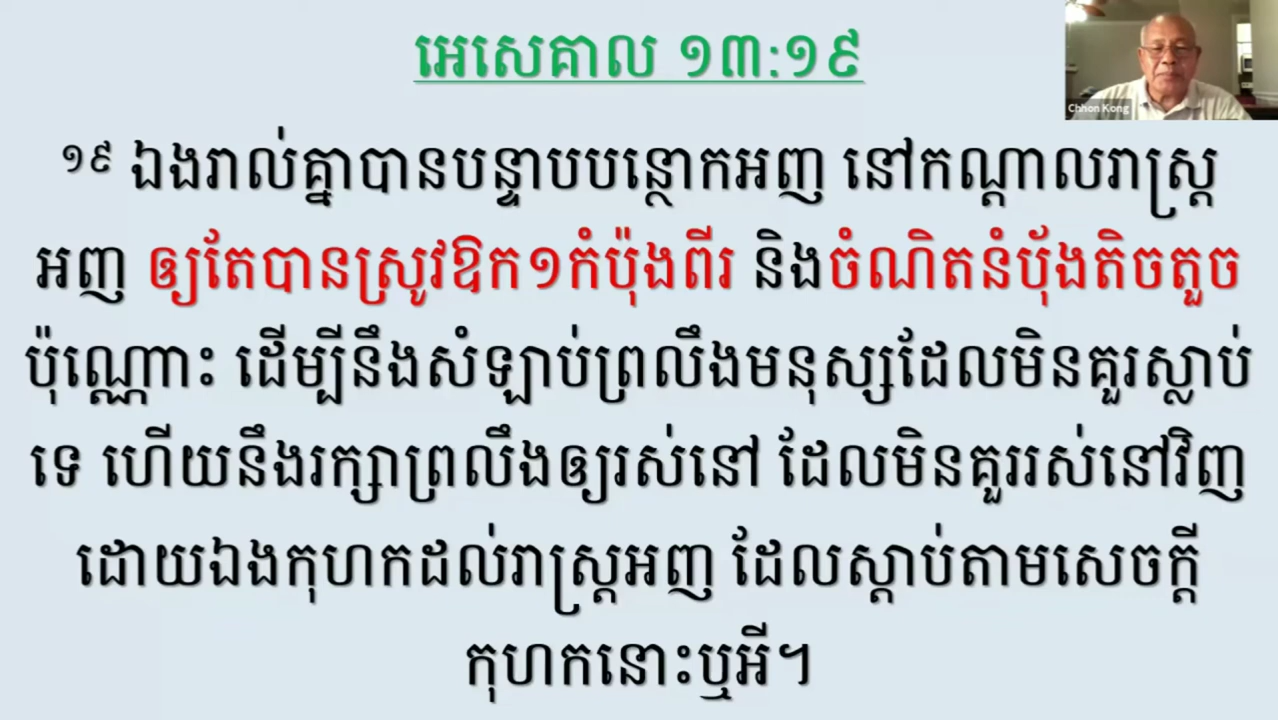 អេសេគាល ១៣:១៩
Chhon Kong
១៩ ឯងរាល់គ្នាបានបន្ទាបបន្ថោកអញ នៅកណ្តាលរាស្ត្រ
អញ ឲ្យតែបានស្រូវឱក១កំប៉ុងពីរ និងចំណិតនំបុ័ងតិចតួច
ប៉ុណ្ណោះ ដើម្បីនឹងសំឡាប់ព្រលឹងមនុស្សដែលមិនគួរស្លាប់
ទេ ហើយនឹងរក្សាព្រលឹងឲ្យរស់នៅ ដែលមិនគួររស់នៅវិញ
ដោយឯងកុហកដល់រាស្ត្រអញ ដែលស្តាប់តាមសេចក្តី
កុហកនោះឬអី។